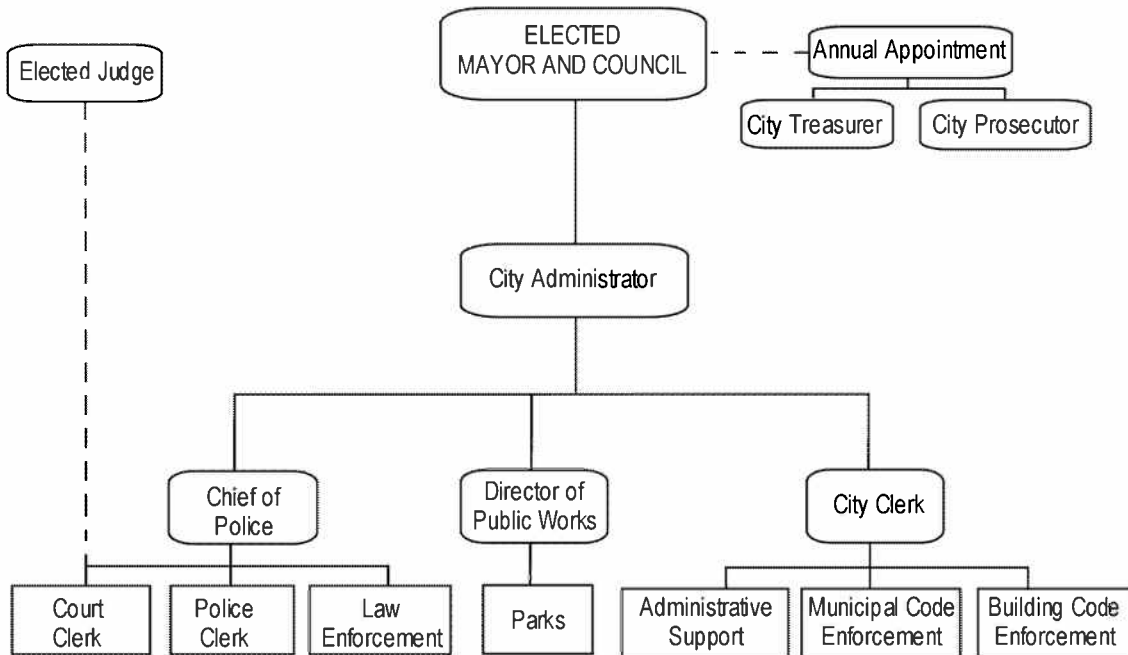 ELECTED
MAYOR AND COUNCIL
Annual Appointment
Elected Judge
City Treasurer
City Prosecutor
City Administrator
Chief of
Police
Director of
Public Works
City Clerk
Court
Clerk
Police
Clerk
Law
Enforcement
Parks
Administrative
Support
Municipal Code
Enforcement
Building Code
Enforcement